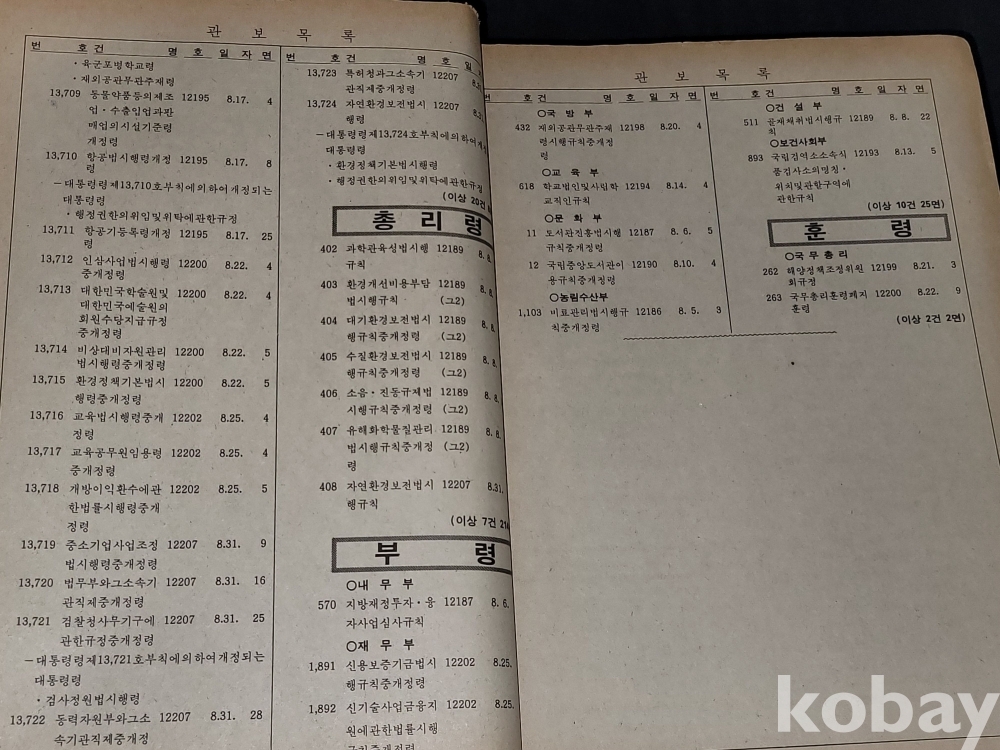 관 보 목 록
번 호 건 명 호 일 자 면
・육군포병학교령
・재외공관무관주재령
13,709 동물약품등의제조 12195 8.17. 4
업・수출입업과판
매업의시설기준령
개정령
13,710 항공법시행령개정 12195 8.17. 8
령
－대통령령제13,710호부칙에의하여개정되는
대통령령
・행정권한의위임및위탁에관한규정
13,711 항공기등록령개정 12195 8.17. 25
령
13,712 인삼사업법시행령 12200 8.22. 4
중개정령
13,713 대한민국학술원및 12200 8.22. 4
대한민국예술원의
회원수당지급규정
중개정령
13,714 비상대비자원관리 12200 8.22. 5
법시행령중개정령
13,715 환경정책기본법시 12200 8.22. 5
행령중개정령
13,716 교육법시행령중개 12202 8.25. 4
정령
13,717 교육공무원임용령 12202 8.25. 4
중개정령
13,718 개방이익환수에관 12202 8.25. 5
한법률시행령중개
정령
13,719 중소기업사업조정 12207 8.31. 9
법시행령중개정령
13,720 법무부와그소속기 12207 8.31. 16
관직제중개정령
13,721 검찰청사무기구에 12207 8.31. 25
관한규정중개정령
－대통령령제13,721호부칙에의하여개정되는
대통령령
・검사정원법시행령
13,722 동력자원부와그소 12207 8.31. 28
속기관직제중개정
번 호 건 명 호 일
13,723 특허청과그소속기 12207
관직제중개정령
13,724 자연환경보전법시 12207
행령
－대통령령제13,724호부칙에의하여
대통령령
・환경정책기본법시행령
・행정권한의위임및위탁에관한규정
(이상 20건
총 리 령
402 과학관육성법시행 12189 8. 8.
규칙
403 환경개선비용부담 12189 8. 8.
법시행규칙 (그2)
404 대기환경보전법시 12189 8. 8.
행규칙중개정령 (그2)
405 수질환경보전법시 12189 8. 8.
행규칙중개정령 (그2)
406 소음・진동규제법 12189 8. 8.
시행규칙중개정령 (그2)
407 유해화학물질관리 12189 8. 8.
법시행규칙중개정 (그2)
령
408 자연환경보전법시 12207 8.31.
행규칙
(이상 7건
부 령
○내 무 부
570 지방재정투자・융 12187 8. 6.
자사업심사규칙
○재 무 부
1,891 신용보증기금법시 12202 8.25.
행규칙중개정령
1,892 신기술사업금융지 12202 8.25.
원에관한법률시행
규칙중개정령
관 보 목 록
호 건 명 호 일 자 면
○국 방 부
432 재외공관무관주재 12198 8.20. 4
령시행규칙중개정
령
○교 육 부
618 학교법인및사립학 12194 8.14. 4
교직인규칙
○문 화 부
11 도서관진흥법시행 12187 8. 6. 5
규칙중개정령
12 국립중앙도서관이 12190 8.10. 4
용규칙중개정령
○농림수산부
1,103 비료관리법시행규 12186 8. 5. 3
칙중개정령
번 호 건 명 호 일 자 면
○건 설 부
511 골재채취법시행규 12189 8. 8. 22
칙
○보건사회부
893 국립검역소소속식 12193 8.13. 5
품검사소의명칭・
위치및관할구역에
관한규칙
(이상 10건 25면)
훈 령
○국 무 총 리
262 해양정책조정위원 12199 8.21. 3
회규정
263 국무총리훈령폐지 12200 8.22. 9
훈령
(이상 2건 2면)
kobay